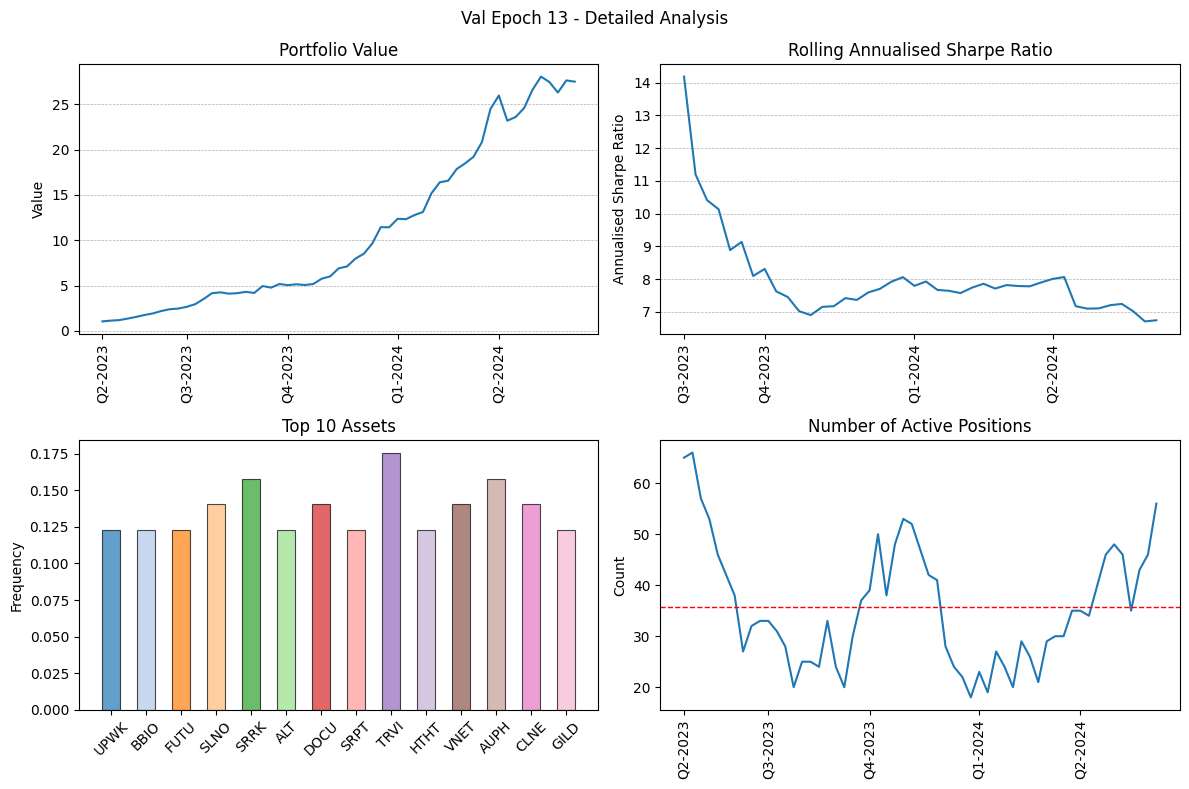 Val Epoch 13 - Detailed Analysis
Portfolio Value
Value
25
20
15
10
5
0
Q2-2023
Q3-2023
Q4-2023
Q1-2024
Q2-2024
Rolling Annualised Sharpe Ratio
Annualised Sharpe Ratio
14
13
12
11
10
9
8
7
Q3-2023
Q4-2023
Q1-2024
Q2-2024
Top 10 Assets
Frequency
0.175
0.150
0.125
0.100
0.075
0.050
0.025
0.000
UPWK
BBIO
FUTU
SLNO
SRRK
ALT
DOCU
SRPT
TRVI
HTHT
VNET
AUPH
CLNE
GILD
Number of Active Positions
Count
60
50
40
30
20
Q2-2023
Q3-2023
Q4-2023
Q1-2024
Q2-2024